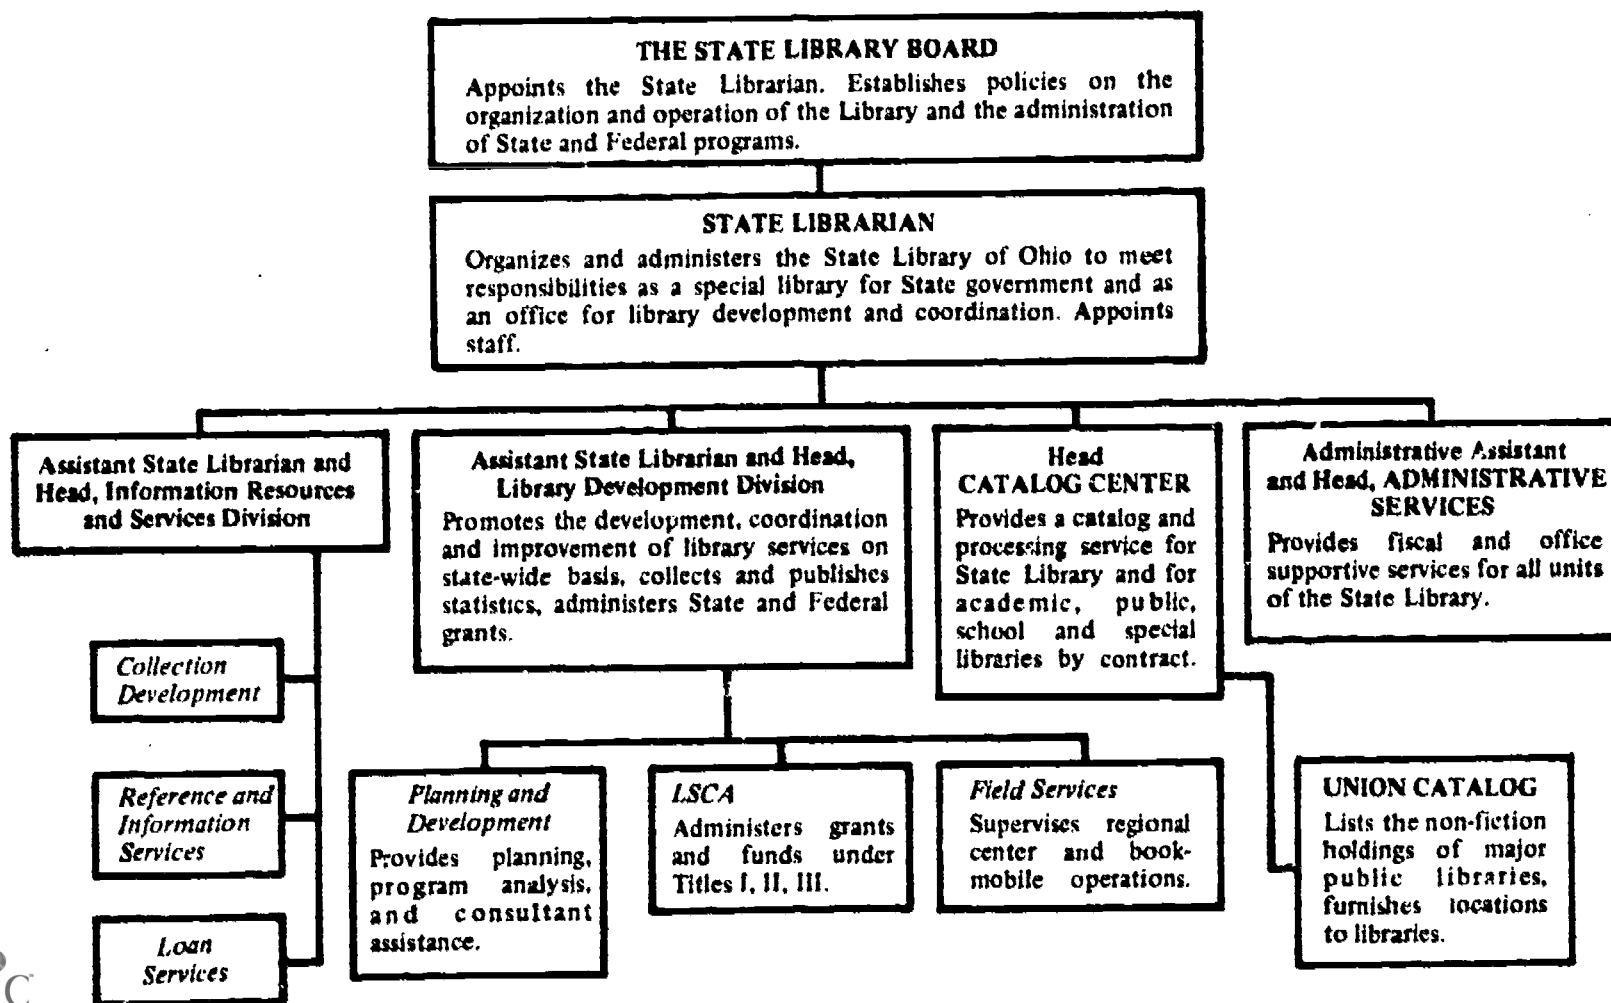 THE STATE LIBRARY BOARD
Appoints the State Librarian. Establishes policies on the
organization and operation of the Library and the administration
of State and Federal programs.
STATE LIBRARIAN
Organizes and administers the State Library of Ohio to meet
responsibilities as a special library for State government and as
an office for library development and coordination. Appoints
staff.
Assistant State Librarian and
Head, Information Resources
and Services Division
Assistant State Librarian and Head,
Library Development Division
Promotes the development, coordination
and improvement of library services on
state-wide basis, collects and publishes
statistics, administers State and Federal
grants.
Head
CATALOG CENTER
Provides a catalog and
processing service for
State Library and for
academic, public,
school and special
libraries by contract.
Administrative Assistant
and Head, ADMINISTRATIVE
SERVICES
Provides fiscal and office
supportive services for all units
of the State Library.
Collection
Development
Reference and
Information
Services
Loan
Services
Planning and
Development
Provides planning,
program analysis,
and consultant
assistance.
LSCA
Administers grants
and funds under
Titles I, II, III.
Field Services
Supervises regional
center and book-
mobile operations.
UNION CATALOG
Lists the non-fiction
holdings of major
public libraries,
furnishes locations
to libraries.
C